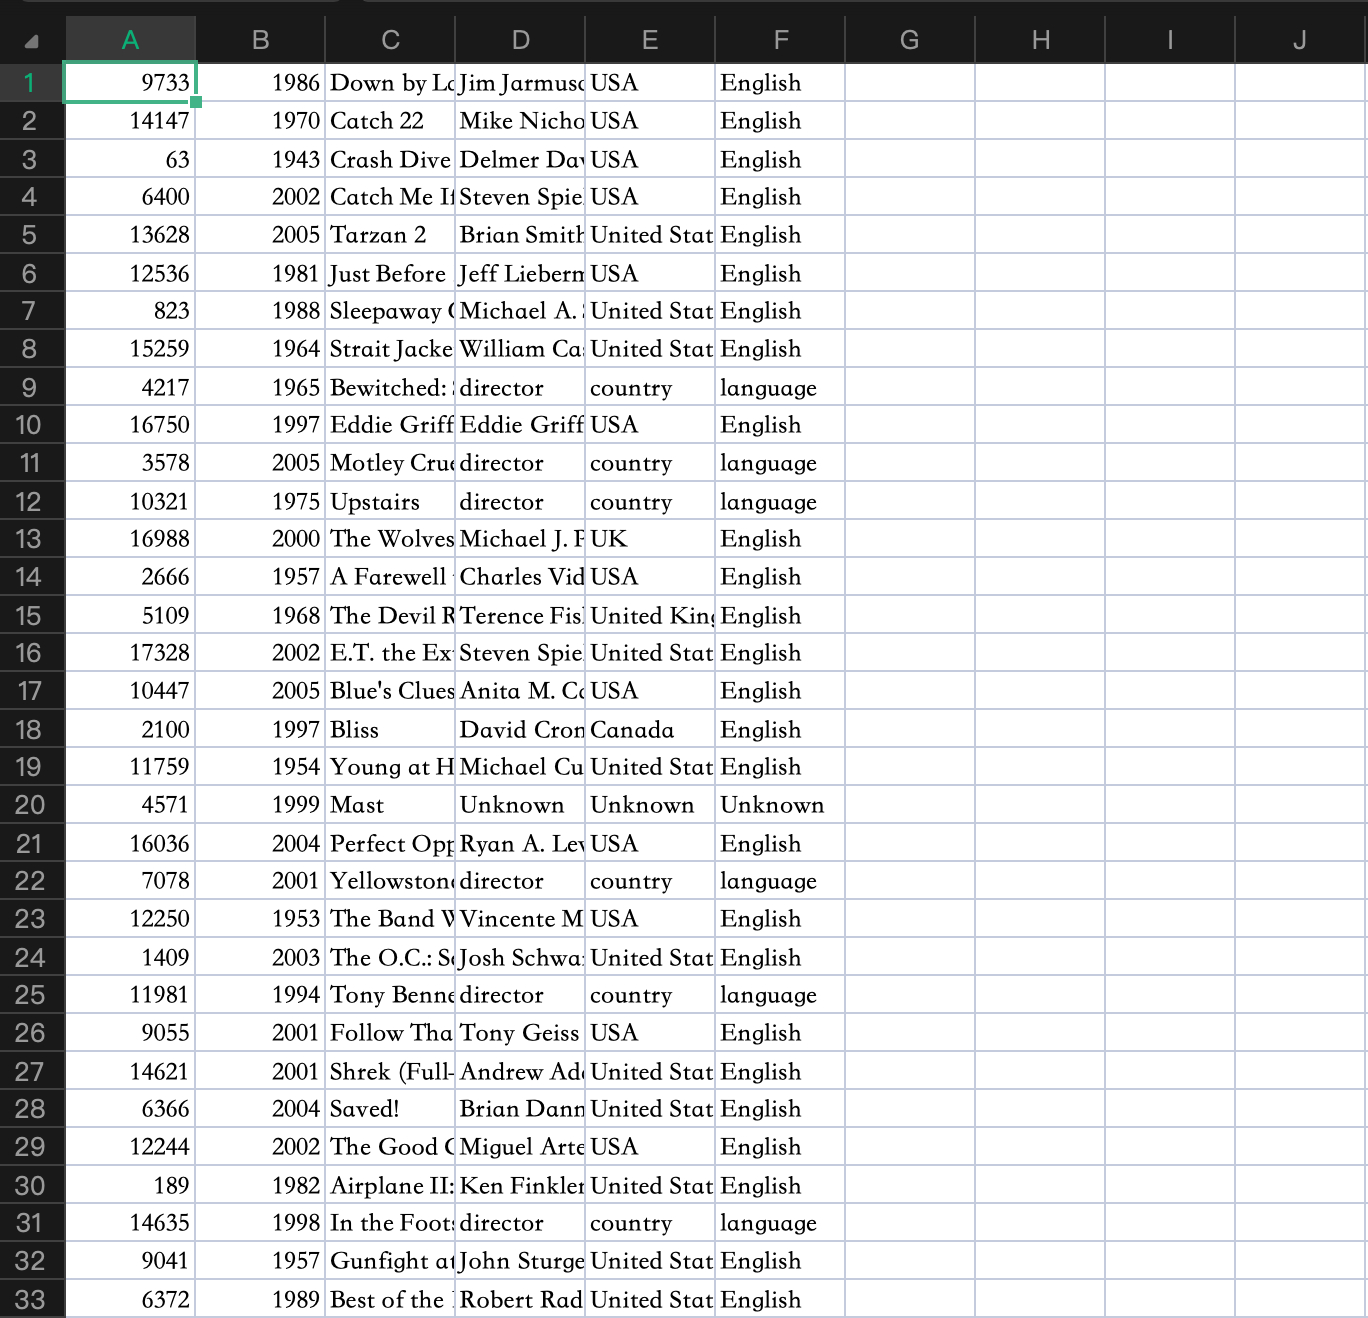 A B C D E F G H I J
1 9733 1986 Down by Jim Jarmusc USA English
2 14147 1970 Catch 22 Mike Nicho USA English
3 63 1943 Crash Dive Delmer Da USA English
4 6400 2002 Catch Me If Steven Spie USA English
5 13628 2005 Tarzan 2 Brian Smith United Stat English
6 12536 1981 Just Before Jeff Lieberm USA English
7 823 1988 Sleepaway Michael A. United Stat English
8 15259 1964 Strait Jacke William Ca United Stat English
9 4217 1965 Bewitched: director country language
10 16750 1997 Eddie Griff Eddie Griff USA English
11 3578 2005 Motley Cru director country language
12 10321 1975 Upstairs director country language
13 16988 2000 The Wolves Michael J. UK English
14 2666 1957 A Farewell Charles Vid USA English
15 5109 1968 The Devil R Terence Fis United King English
16 17328 2002 E.T. the Ex Steven Spie United Stat English
17 10447 2005 Blue's Clues Anita M. USA English
18 2100 1997 Bliss David Cron Canada English
19 11759 1954 Young at H Michael Cu United Stat English
20 4571 1999 Mast Unknown Unknown Unknown
21 16036 2004 Perfect Opp Ryan A. Lev USA English
22 7078 2001 Yellowston director country language
23 12250 1953 The Band W Vincente M USA English
24 1409 2003 The O.C.: Josh Schwa United Stat English
25 11981 1994 Tony Benne director country language
26 9055 2001 Follow Tha Tony Geiss USA English
27 14621 2001 Shrek (Full- Andrew Ad United Stat English
28 6366 2004 Saved! Brian Dann United Stat English
29 12244 2002 The Good Miguel Arte USA English
30 189 1982 Airplane II: Ken Finkle United Stat English
31 14635 1998 In the Foot director country language
32 9041 1957 Gunfight at John Sturge United Stat English
33 6372 1989 Best of the Robert Rad United Stat English